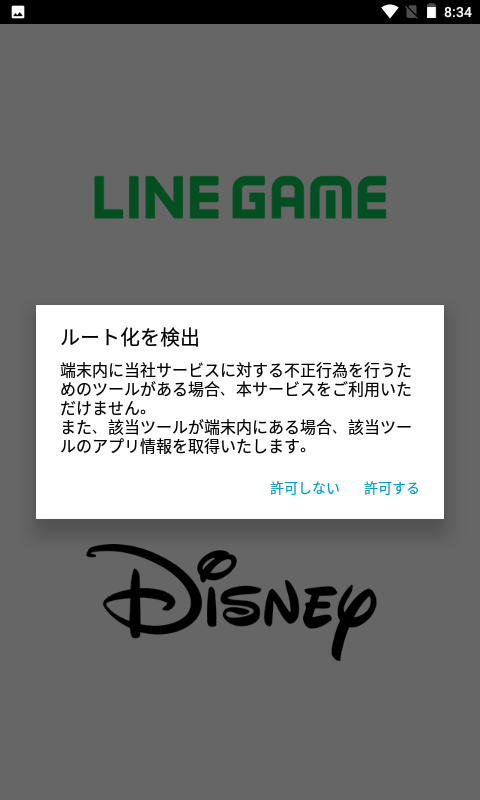 8:34
LINE GAME
ルート化を検出
端末内に当社サービスに対する不正行為を行うた
めのツールがある場合、本サービスをご利用いた
だけません。
また、該当ツールが端末内にある場合、該当ツー
ルのアプリ情報を取得いたします。
許可しない 許可する
DISNEY